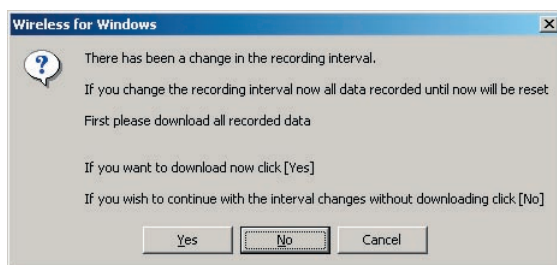 Wireless for Windows
There has been a change in the recording interval.
If you change the recording interval now all data recorded until now will be reset
First please download all recorded data
If you want to download now click [Yes]
If you wish to continue with the interval changes without downloading click [No]
Yes No Cancel